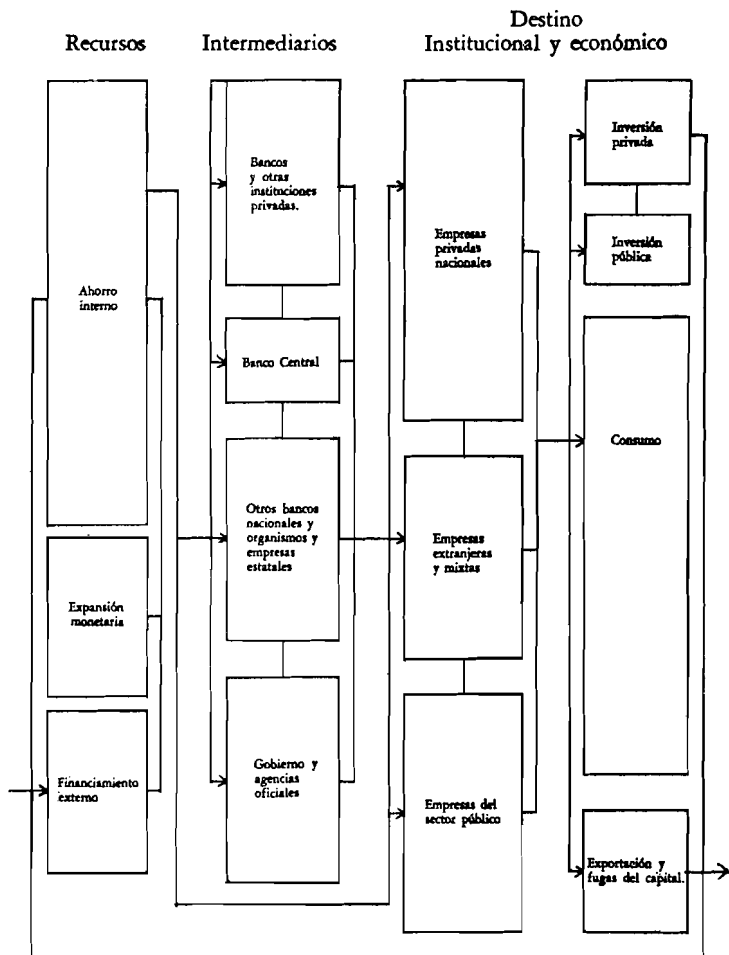 Recursos
Intermediarios
Destino
Institucional y económico
Ahorro
interno
Expansión
monetaria
Financiamiento
externo
Bancos
y otras
instituciones
privadas.
Banco Central
Otros bancos
nacionales y
organismos y
empresas
estatales
Gobierno y
agencias
oficiales
Empresas
privadas
nacionales
Empresas
extranjeras
y mixtas
Empresas del
sector público
Inversión
privada
Inversión
pública
Consumo
Exportación y
fugas del capital.